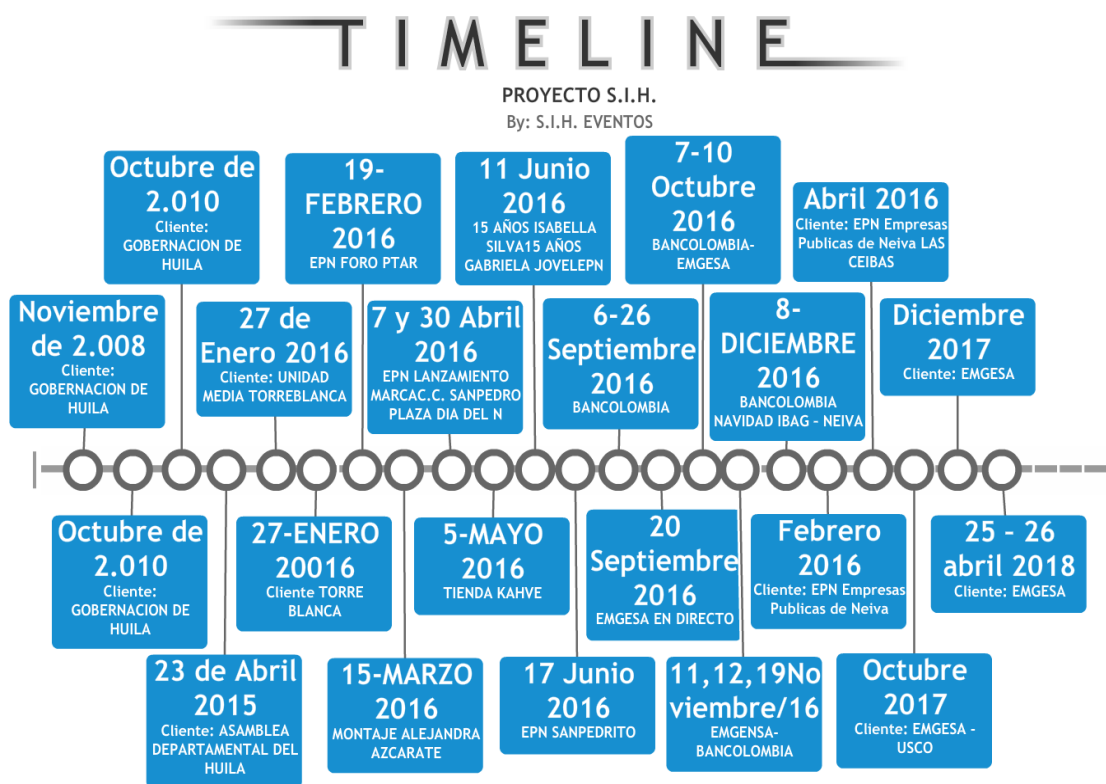 TIMELINE
PROYECTO S.I.H.
By: S.I.H. EVENTOS
Noviembre
de 2.008
Cliente:
GOBERNACION DE
HUILA
Octubre de
2.010
Cliente:
GOBERNACION DE
HUILA
Octubre de
2.010
Cliente:
GOBERNACION DE
HUILA
23 de Abril
2015
Cliente: ASAMBLEA
DEPARTAMENTAL DEL
HUILA
27 de
Enero 2016
Cliente: UNIDAD
MEDIA TORREBLANCA
27-ENERO
20016
Cliente TORRE
BLANCA
19-
FEBRERO
2016
EPN FORO PTAR
15-MARZO
2016
MONTAJE ALEJANDRA
AZCARATE
7 y 30 Abril
2016
EPN LANZAMIENTO
MARCAC.C. SANPEDRO
PLAZA DIA DEL N
5-MAYO
2016
TIENDA KAHVE
11 Junio
2016
15 AÑOS ISABELLA
SILVA15 AÑOS
GABRIELA JOVELEPN
17 Junio
2016
EPN SANPEDRITO
6-26
Septiembre
2016
BANCOLOMBIA
20
Septiembre
2016
EMGESA EN DIRECTO
7-10
Octubre
2016
BANCOLOMBIA-
EMGESA
11,12,19No
viembre/16
EMGENSA-
BANCOLOMBIA
8-
DICIEMBRE
2016
BANCOLOMBIA
NAVIDAD IBAG - NEIVA
Febrero
2016
Cliente: EPN Empresas
Publicas de Neiva
Abril 2016
Cliente: EPN Empresas
Publicas de Neiva LAS
CEIBAS
Octubre
2017
Cliente: EMGESA -
USCO
Diciembre
2017
Cliente: EMGESA
25 - 26
abril 2018
Cliente: EMGESA